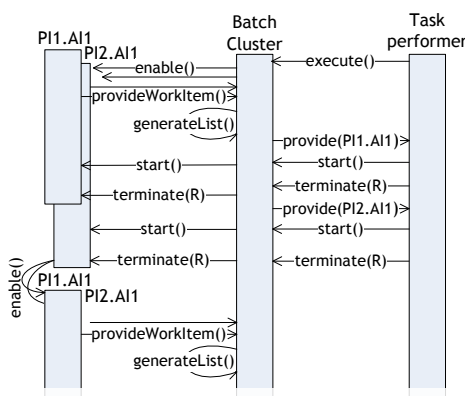 Batch
Cluster
Task
performer
PI1.AI1
PI2.AI1
enable()
execute()
provideWorkItem()
generateList()
provide(PI1.AI1)
start()
start()
terminate(R)
terminate(R)
provide(PI2.AI1)
start()
start()
terminate(R)
terminate(R)
enable()
PI1.AI1
PI2.AI1
provideWorkItem()
generateList()